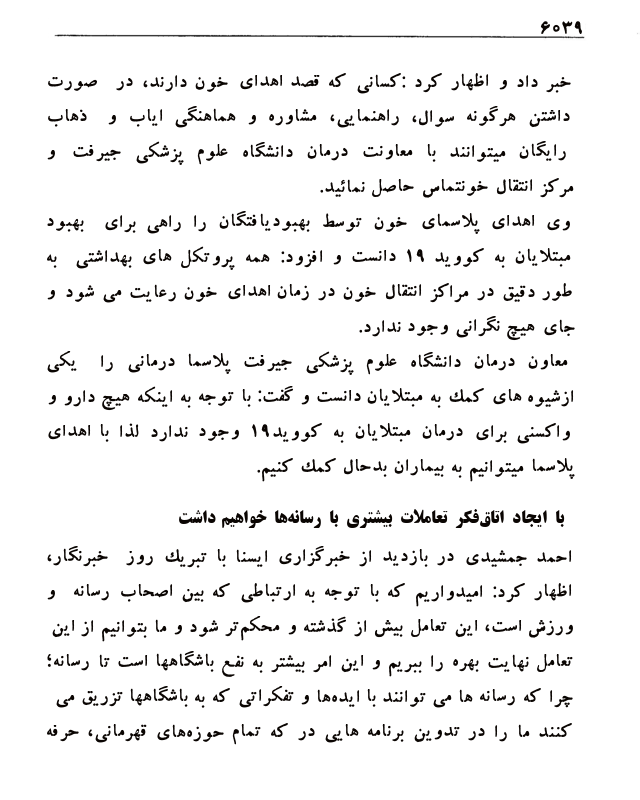 ۶۰۳۹
خبر داد و اظهار کرد :کسانی که قصد اهدای خون دارند، در صورت
داشتن هرگونه سوال، راهنمایی، مشاوره و هماهنگی ایاب و ذهاب
رایگان میتوانند با معاونت درمان دانشگاه علوم پزشکی جیرفت و
مرکز انتقال خونتماس حاصل نمائید.
وی اهدای پلاسمای خون توسط بهبودیافتگان را راهی برای بهبود
مبتلایان به کووید ۱۹ دانست و افزود: همه پروتکل های بهداشتی به
طور دقیق در مراکز انتقال خون در زمان اهدای خون رعایت می شود و
جای هیچ نگرانی وجود ندارد.
معاون درمان دانشگاه علوم پزشکی جیرفت پلاسما درمانی را یکی
ازشیوه های کمك به مبتلایان دانست و گفت: با توجه به اینکه هیچ دارو و
واکسنی برای درمان مبتلایان به کووید۱۹ وجود ندارد لذا با اهدای
پلاسما میتوانیم به بیماران بدحال کمك کنیم.
با ایجاد اتاق‌فکر تعاملات بیشتری با رسانه‌ها خواهیم داشت
احمد جمشیدی در بازدید از خبرگزاری ایسنا با تبریك روز خبرنگار،
اظهار کرد: امیدواریم که با توجه به ارتباطی که بین اصحاب رسانه و
ورزش است، این تعامل بیش از گذشته و محکم‌تر شود و ما بتوانیم از این
تعامل نهایت بهره را ببریم و این امر بیشتر به نفع باشگاهها است تا رسانه؛
چرا که رسانه ها می توانند با ایده‌ها و تفکراتی که به باشگاهها تزریق می
کنند ما را در تدوین برنامه هایی در که تمام حوزه‌های قهرمانی، حرفه